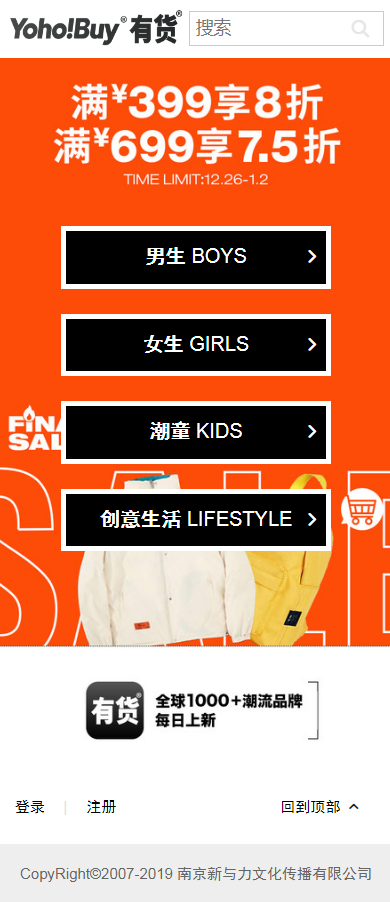 Yoho!Buy® 有货®
搜索
满¥399享8折
满¥699享7.5折
TIME LIMIT:12.26-1.2
男生 BOYS
女生 GIRLS
潮童 KIDS
创意生活 LIFESTYLE
SALE
有货®
全球1000+潮流品牌
每日上新
登录 | 注册
回到顶部
CopyRight©2007-2019 南京新与力文化传播有限公司